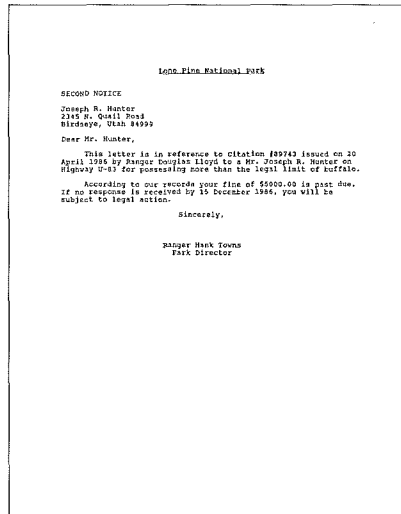 Lone Pine National Park
SECOND NOTICE
Joseph R. Hunter
2345 N. Quail Road
Birdseye, Utah 84999
Dear Mr. Hunter,
This letter is in reference to Citation #89743 issued on 20
April 1986 by Ranger Douglas Lloyd to a Mr. Joseph R. Hunter on
Highway U-83 for possessing more than the legal limit of buffalo.
According to our records your fine of $5000.00 is past due.
If no response is received by 15 December 1986, you will be
subject to legal action.
Sincerely,
Ranger Hank Towns
Park Director